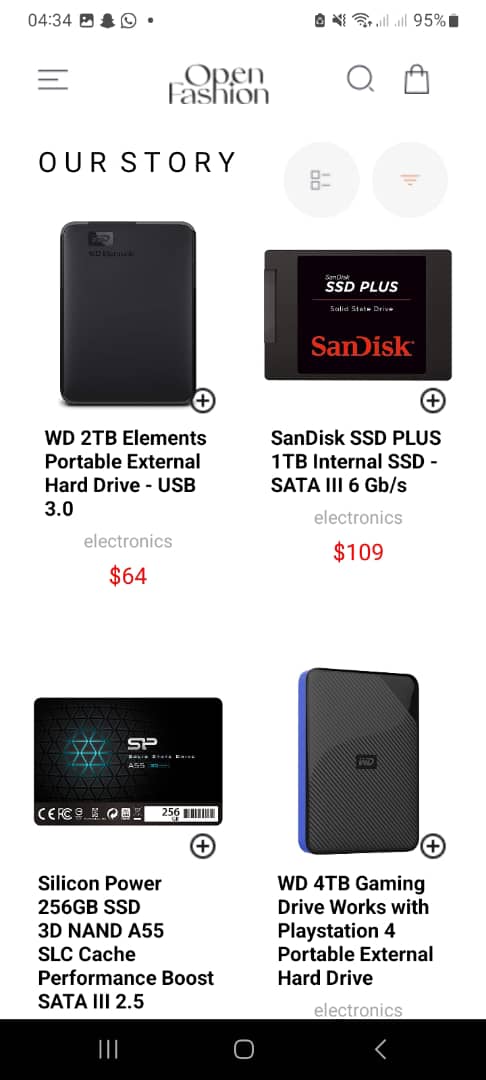 04:34
95%
Open
Fashion
OUR STORY
WD Elements
SanDisk
SSD PLUS
Solid State Drive
SanDisk
WD 2TB Elements
Portable External
Hard Drive - USB
3.0
electronics
$64
SanDisk SSD PLUS
1TB Internal SSD -
SATA III 6 Gb/s
electronics
$109
SP
Solid State Drive
A55
256
GB
WD
Silicon Power
256GB SSD
3D NAND A55
SLC Cache
Performance Boost
SATA III 2.5
WD 4TB Gaming
Drive Works with
Playstation 4
Portable External
Hard Drive
electronics